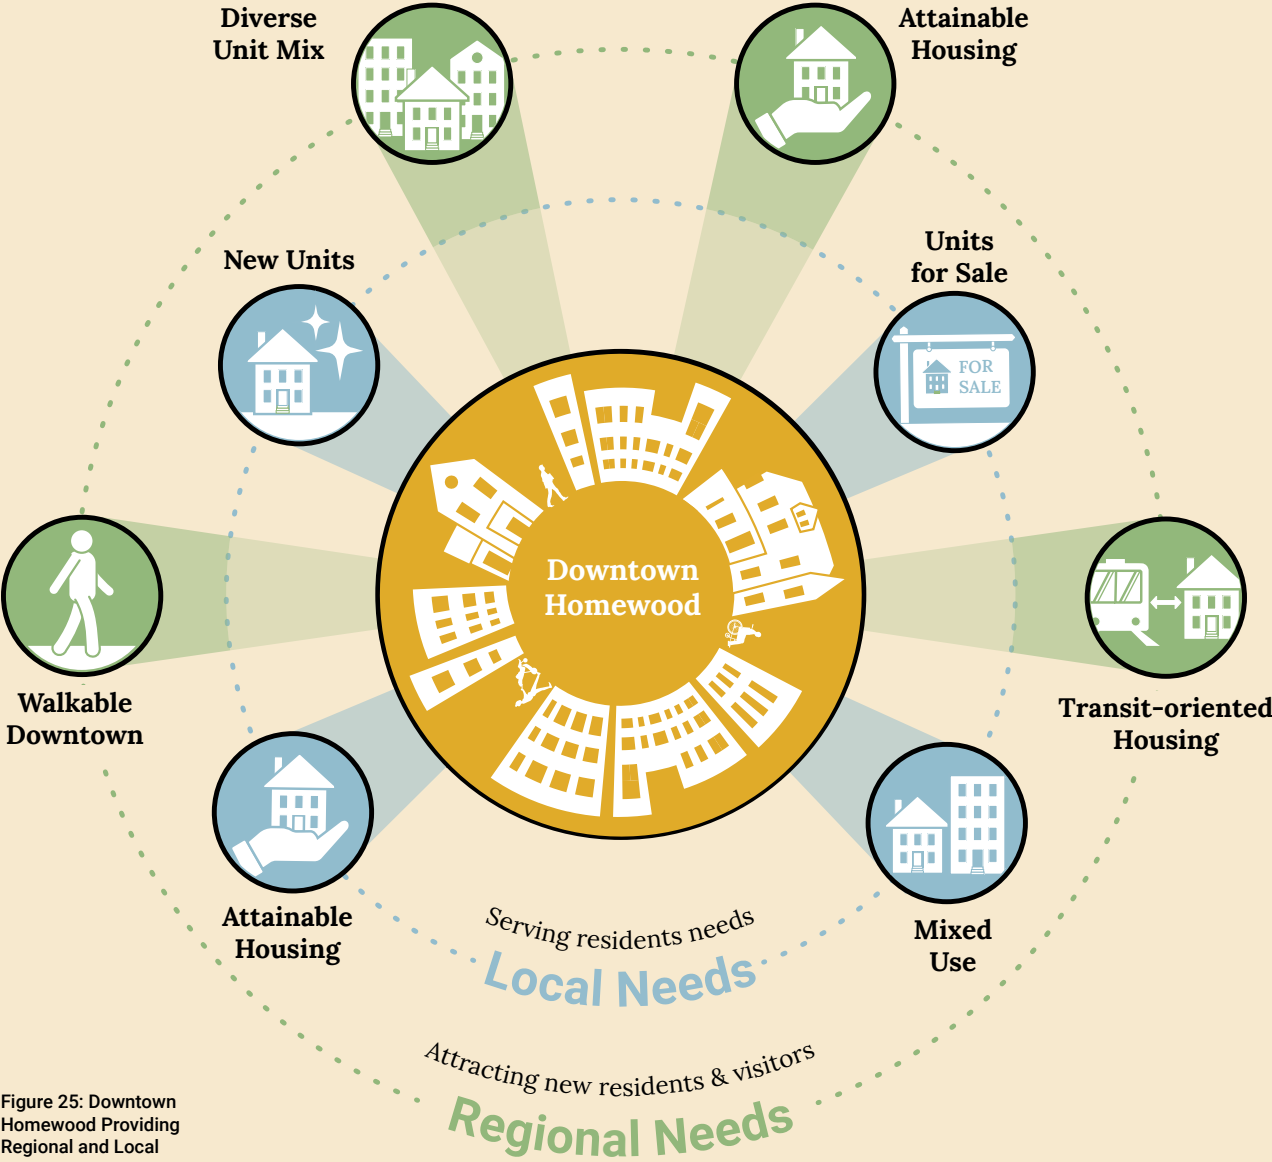 Diverse
Unit Mix
Attainable
Housing
New Units
Units
for Sale
FOR
SALE
Downtown
Homewood
Walkable
Downtown
Transit-oriented
Housing
Attainable
Housing
Mixed
Use
Serving residents needs
Local Needs
Attracting new residents & visitors
Regional Needs
Figure 25: Downtown
Homewood Providing
Regional and Local